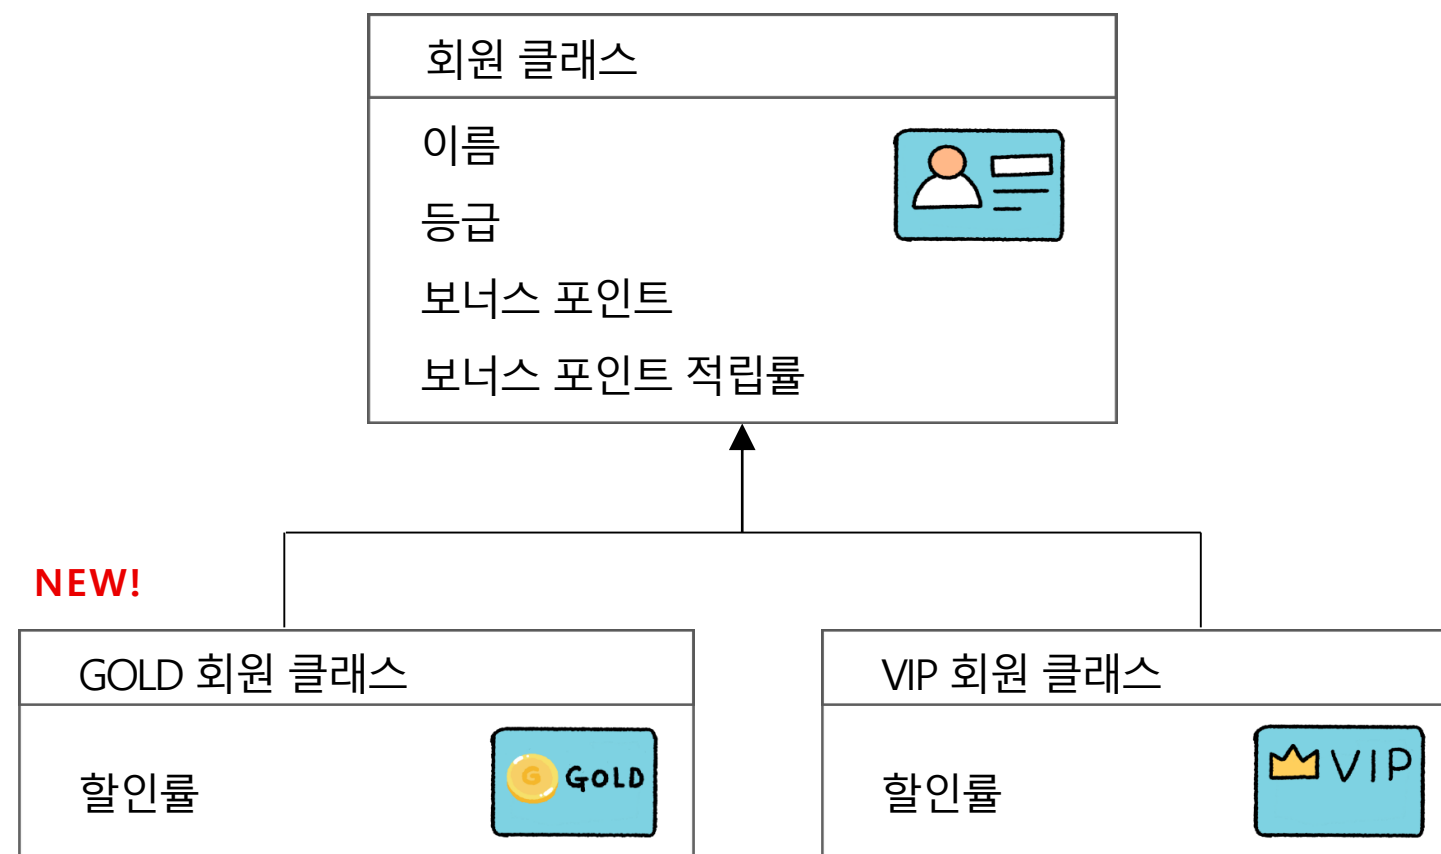 회원 클래스
이름
등급
보너스 포인트
보너스 포인트 적립률
NEW!
GOLD 회원 클래스
할인률
G GOLD
VIP 회원 클래스
할인률
VIP